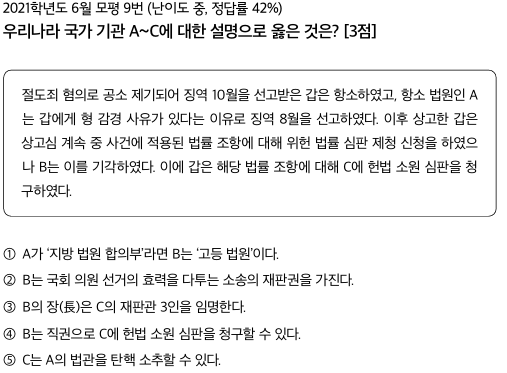 2021학년도 6월 모평 9번 (난이도 중, 정답률 42%)
우리나라 국가 기관 A~C에 대한 설명으로 옳은 것은? [3점]
절도죄 혐의로 공소 제기되어 징역 10월을 선고받은 갑은 항소하였고, 항소 법원인 A
는 갑에게 형 감경 사유가 있다는 이유로 징역 8월을 선고하였다. 이후 상고한 갑은
상고심 계속 중 사건에 적용된 법률 조항에 대해 위헌 법률 심판 제청 신청을 하였으
나 B는 이를 기각하였다. 이에 갑은 해당 법률 조항에 대해 C에 헌법 소원 심판을 청
구하였다.
① A가 ‘지방 법원 합의부’라면 B는 ‘고등 법원’이다.
② B는 국회 의원 선거의 효력을 다투는 소송의 재판권을 가진다.
③ B의 장(長)은 C의 재판관 3인을 임명한다.
④ B는 직권으로 C에 헌법 소원 심판을 청구할 수 있다.
⑤ C는 A의 법관을 탄핵 소추할 수 있다.